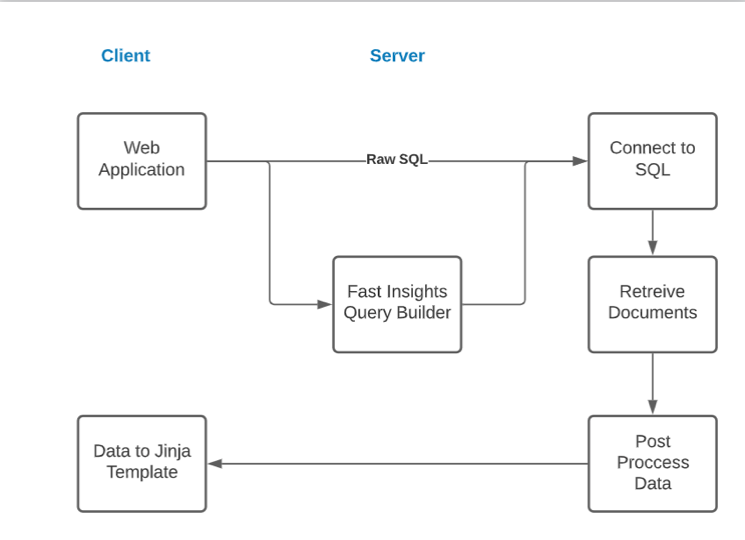 Client
Server
Web
Application
Raw SQL
Connect to
SQL
Fast Insights
Query Builder
Retreive
Documents
Data to Jinja
Template
Post
Proccess
Data